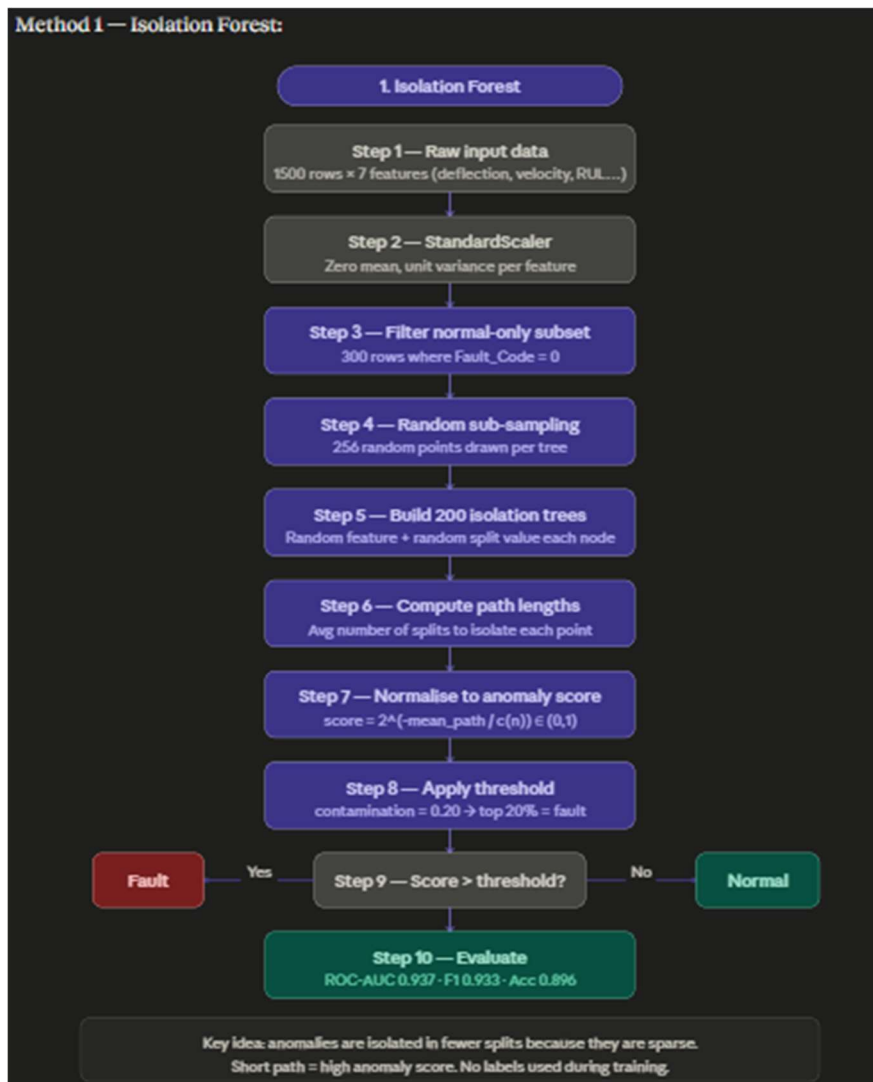 Method 1 — Isolation Forest:
1. Isolation Forest
Step 1 — Raw input data
1500 rows × 7 features (deflection, velocity, RUL...)
Step 2 — StandardScaler
Zero mean, unit variance per feature
Step 3 — Filter normal-only subset
300 rows where Fault_Code = 0
Step 4 — Random sub-sampling
256 random points drawn per tree
Step 5 — Build 200 isolation trees
Random feature + random split value each node
Step 6 — Compute path lengths
Avg number of splits to isolate each point
Step 7 — Normalise to anomaly score
score = 2^(-mean_path / c(n)) ∈ (0,1)
Step 8 — Apply threshold
contamination = 0.20 → top 20% = fault
Fault
Yes
Step 9 — Score > threshold?
No
Normal
Step 10 — Evaluate
ROC-AUC 0.937 · F1 0.933 · Acc 0.896
Key idea: anomalies are isolated in fewer splits because they are sparse.
Short path = high anomaly score. No labels used during training.